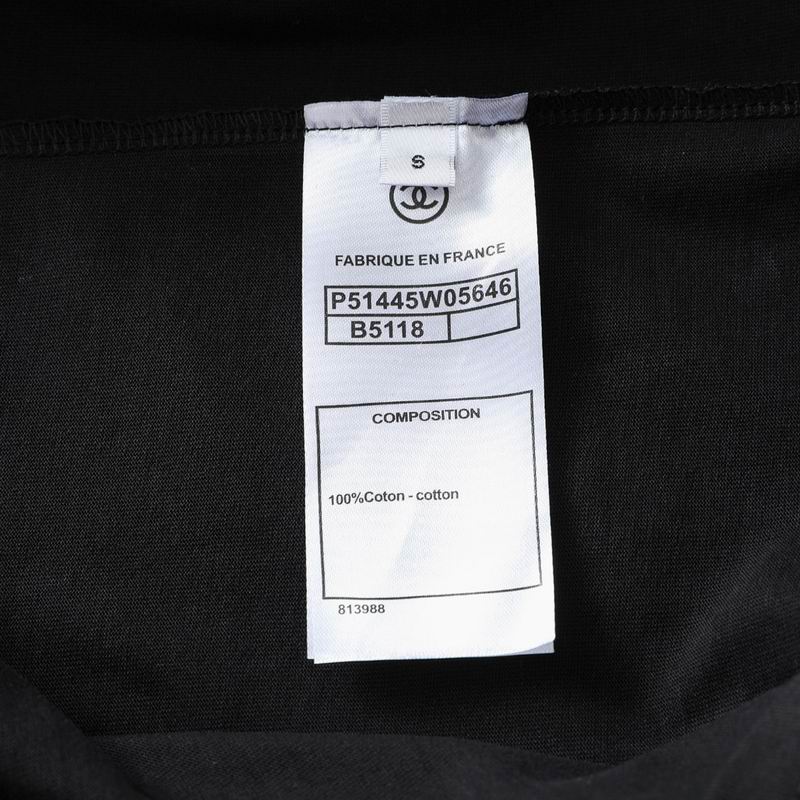 S
FABRIQUE EN FRANCE
P51445W05646
B5118
COMPOSITION
100%Coton - cotton
813988